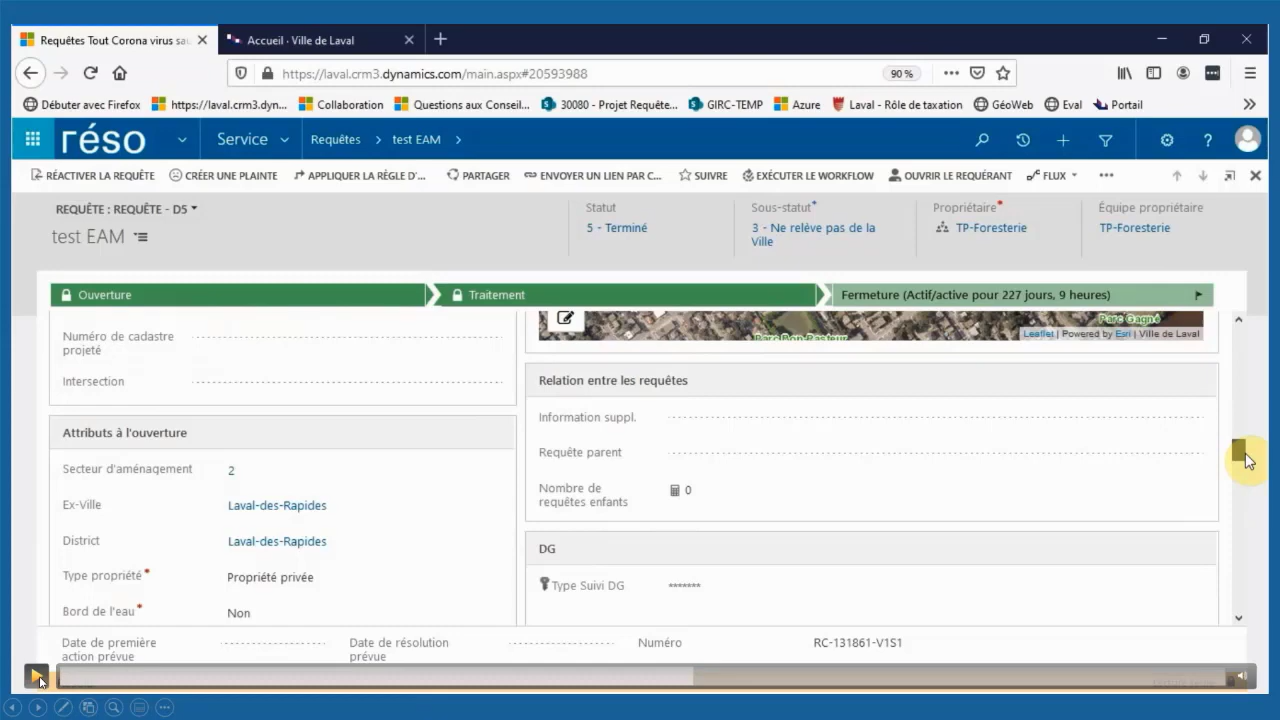 Requêtes Tout Corona virus sau
Accueil · Ville de Laval
https://laval.crm3.dynamics.com/main.aspx#20593988
90 %
Débuter avec Firefox
https://laval.crm3.dyn...
Collaboration
Questions aux Conseil...
30080 - Projet Requête...
GIRC-TEMP
Azure
Laval - Rôle de taxation
GéoWeb
Eval
Portail
réso
Service
Requêtes > test EAM >
RÉACTIVER LA REQUÊTE
CRÉER UNE PLAINTE
APPLIQUER LA RÈGLE D'...
PARTAGER
ENVOYER UN LIEN PAR C...
SUIVRE
EXÉCUTER LE WORKFLOW
OUVRIR LE REQUÉRANT
FLUX
REQUÊTE : REQUÊTE - D5
test EAM
Statut
5 - Terminé
Sous-statut*
3 - Ne relève pas de la
Ville
Propriétaire*
TP-Foresterie
Équipe propriétaire
TP-Foresterie
Ouverture
Traitement
Fermeture (Actif/active pour 227 jours, 9 heures)
Numéro de cadastre
projeté
Intersection
Parc Gagné
Parc Bon Pasteur
Leaflet | Powered by Esri | Ville de Laval
Attributs à l'ouverture
Secteur d'aménagement 2
Ex-Ville Laval-des-Rapides
District Laval-des-Rapides
Type propriété* Propriété privée
Bord de l'eau* Non
Relation entre les requêtes
Information suppl.
Requête parent
Nombre de
requêtes enfants
0
DG
Type Suivi DG *******
Date de première
action prévue
Date de résolution
prévue
Numéro RC-131861-V1S1